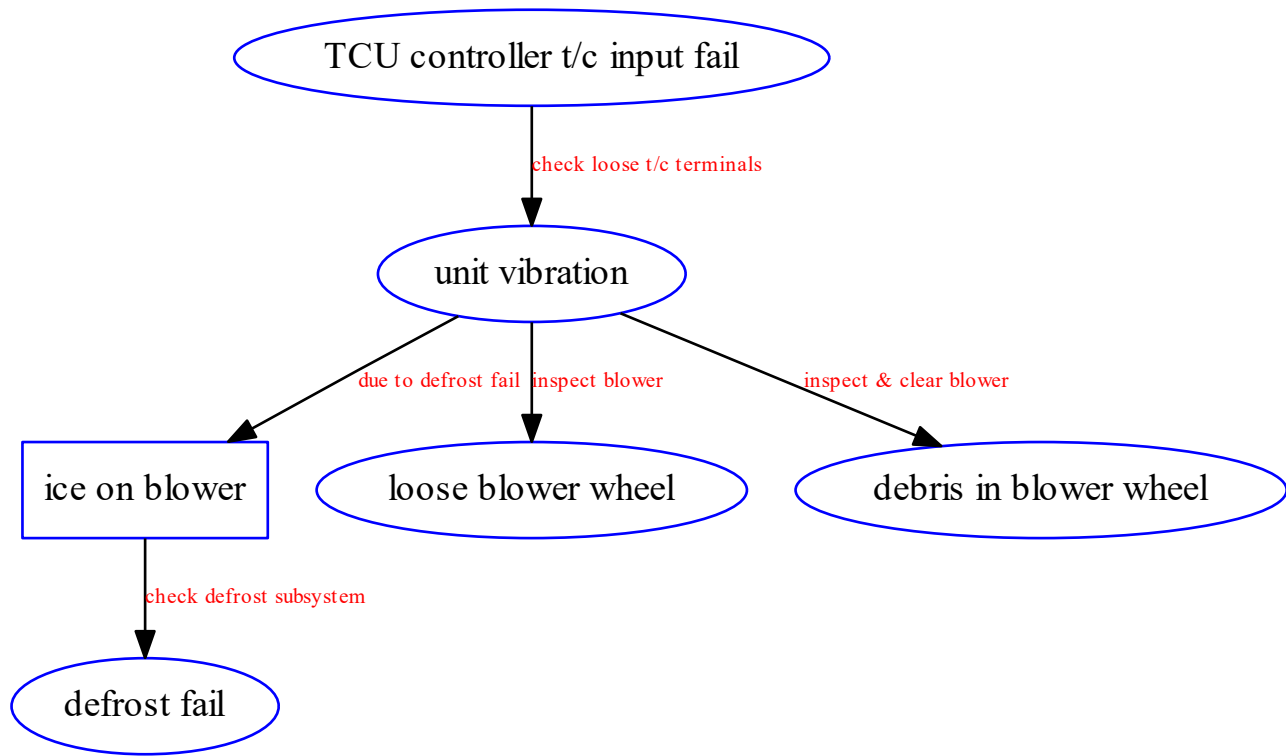 TCU controller t/c input fail
check loose t/c terminals
unit vibration
due to defrost fail
inspect blower
inspect & clear blower
ice on blower
loose blower wheel
debris in blower wheel
check defrost subsystem
defrost fail